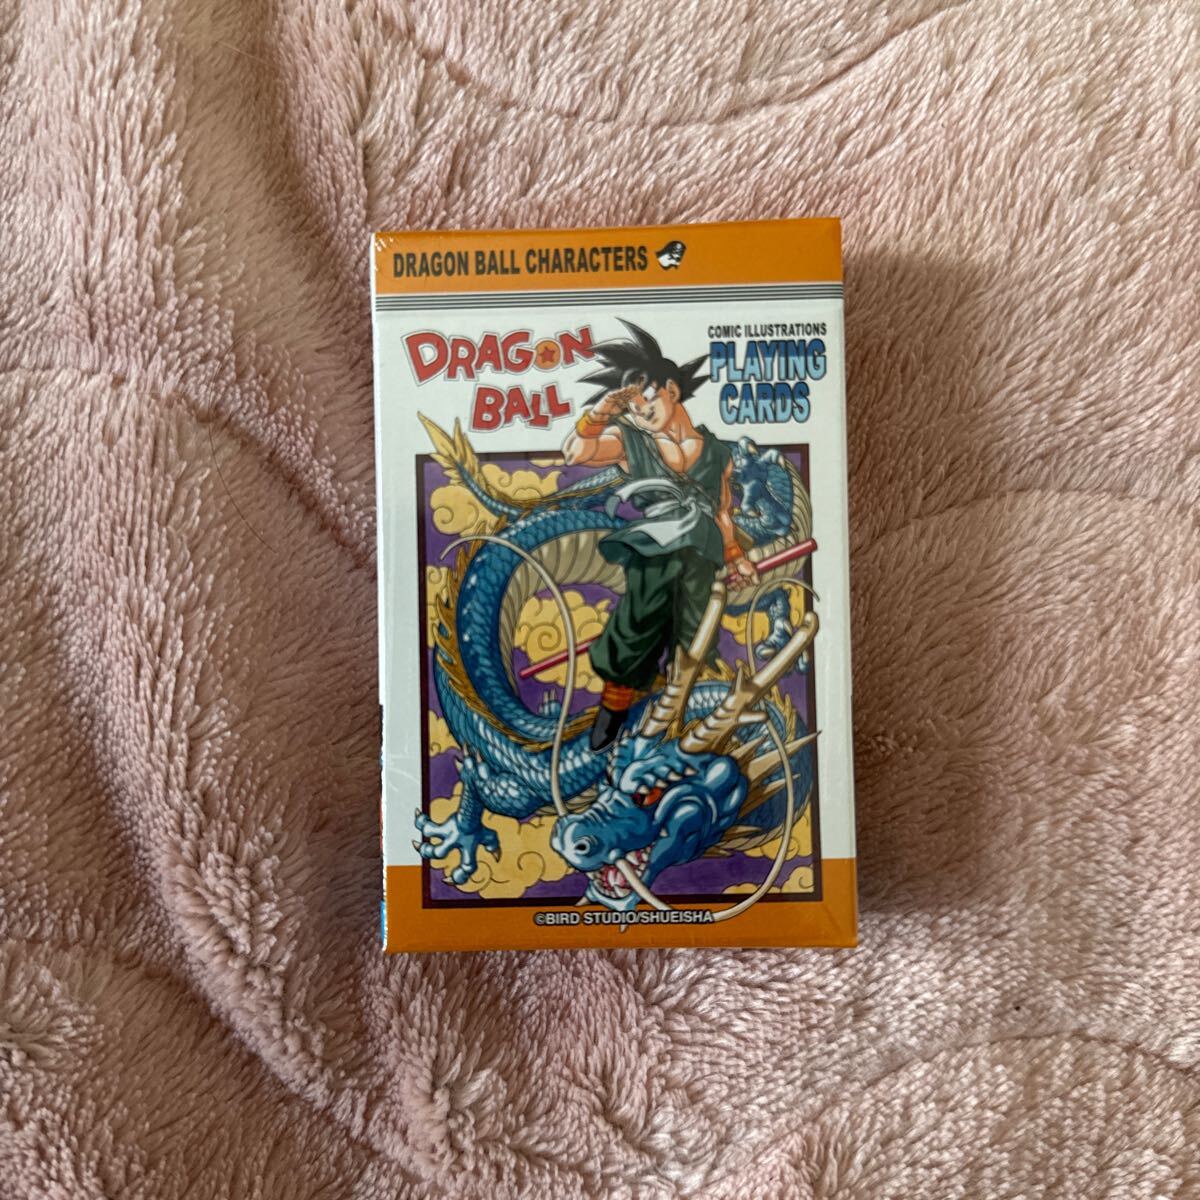 DRAGON BALL CHARACTERS
DRAGON
BALL
COMIC ILLUSTRATIONS
PLAYING
CARDS
©BIRD STUDIO/SHUEISHA